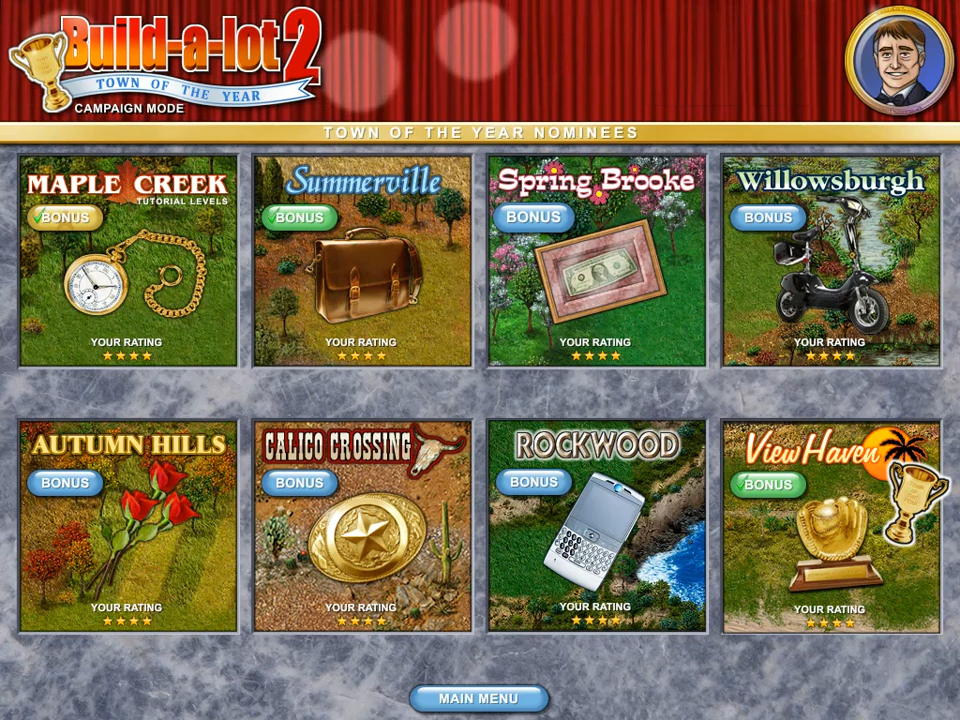 Build-a-lot 2
TOWN OF THE YEAR
CAMPAIGN MODE
TOWN OF THE YEAR NOMINEES
MAPLE CREEK
TUTORIAL LEVELS
BONUS
YOUR RATING
Summerville
BONUS
YOUR RATING
Spring Brooke
BONUS
YOUR RATING
Willowsburgh
BONUS
YOUR RATING
AUTUMN HILLS
BONUS
YOUR RATING
CALICO CROSSING
BONUS
YOUR RATING
ROCKWOOD
BONUS
YOUR RATING
View Haven
BONUS
YOUR RATING
MAIN MENU